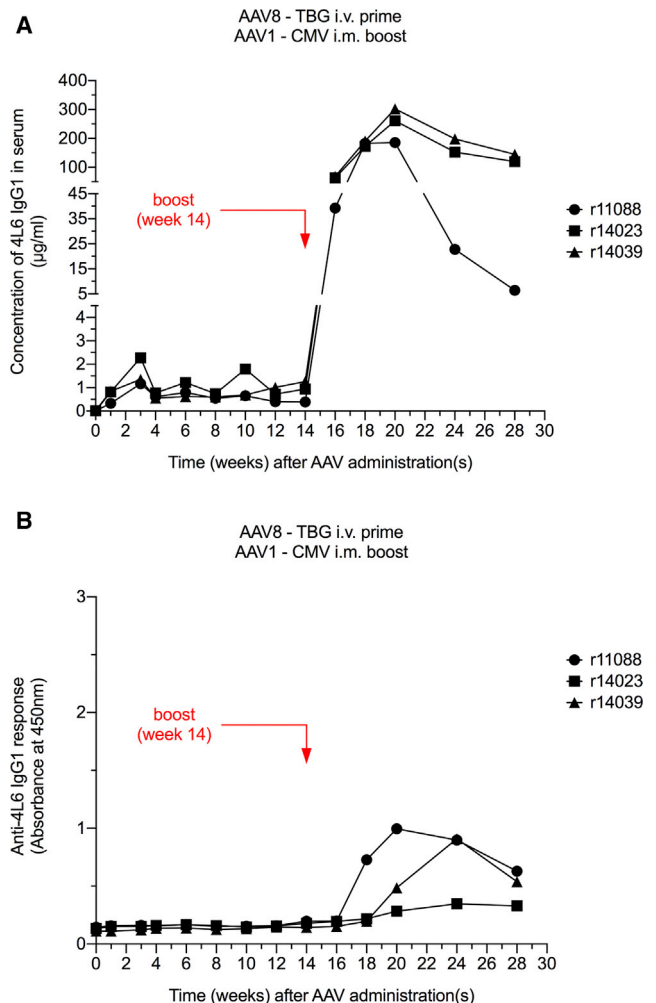 A
AAV8 - TBG i.v. prime
AAV1 - CMV i.m. boost
Concentration of 4L6 IgG1 in serum
(μg/ml)
400
300
200
100
45
35
25
15
5
4
3
2
1
0
boost
(week 14)
r11088
r14023
r14039
0 2 4 6 8 10 12 14 16 18 20 22 24 26 28 30
Time (weeks) after AAV administration(s)
B
AAV8 - TBG i.v. prime
AAV1 - CMV i.m. boost
Anti-4L6 IgG1 response
(Absorbance at 450nm)
3
2
1
0
boost
(week 14)
r11088
r14023
r14039
0 2 4 6 8 10 12 14 16 18 20 22 24 26 28 30
Time (weeks) after AAV administration(s)